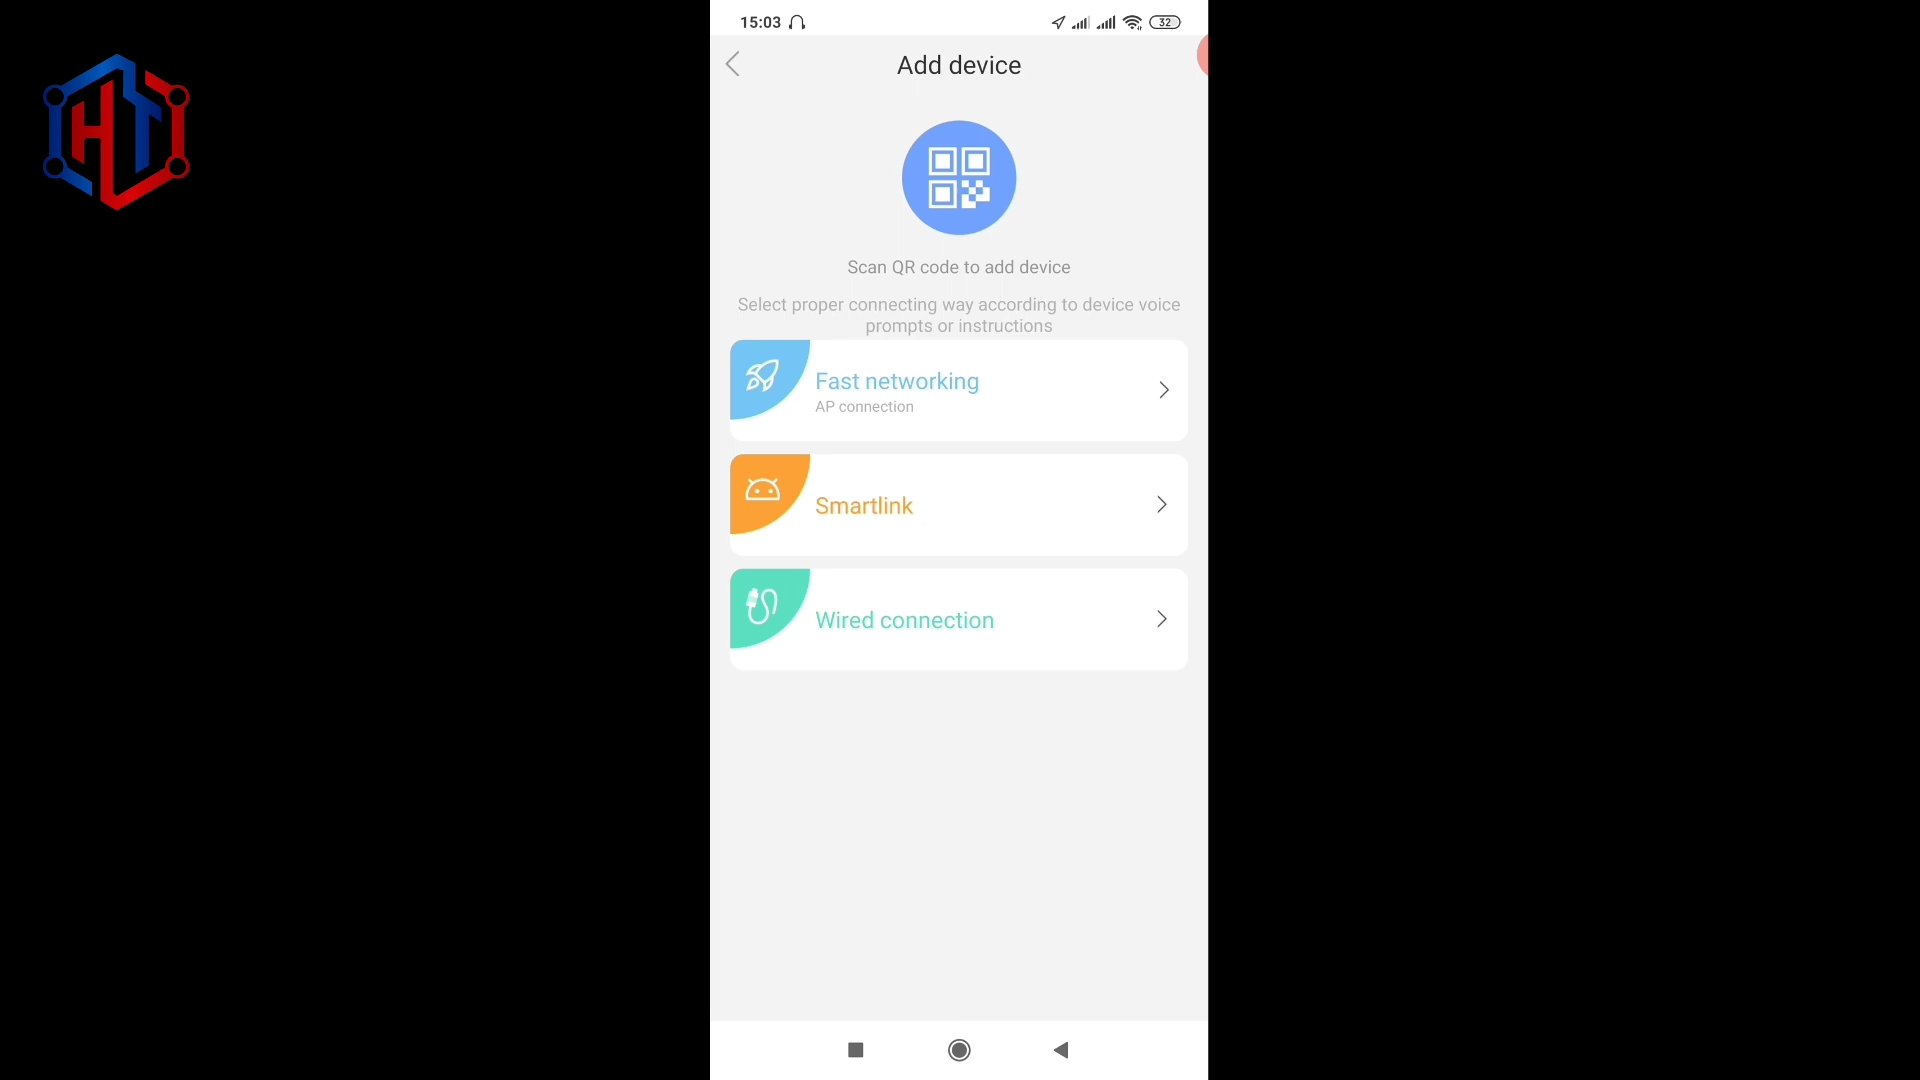 HT
15:03
32
Add device
Scan QR code to add device
Select proper connecting way according to device voice
prompts or instructions
Fast networking
AP connection
Smartlink
Wired connection